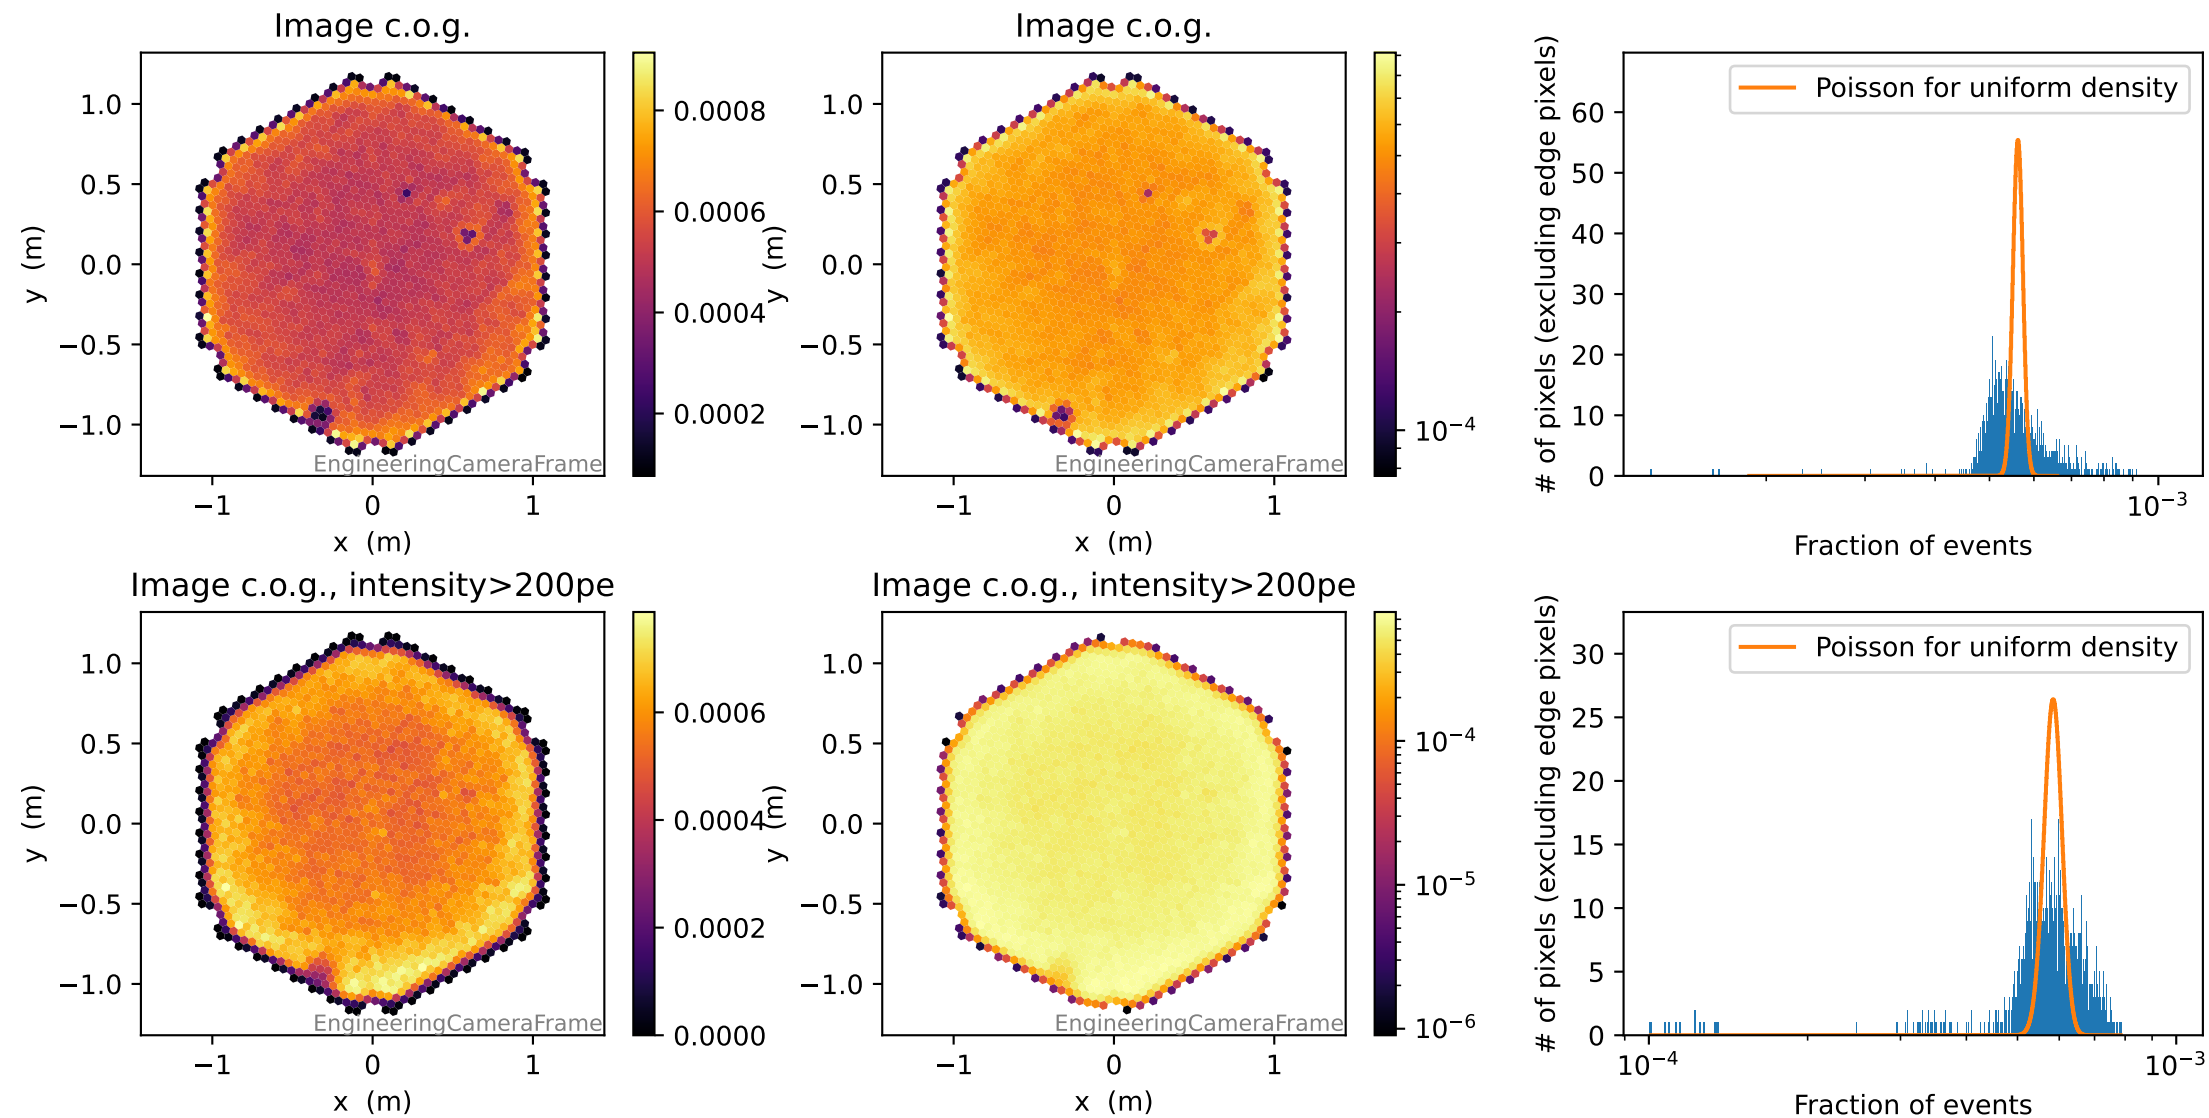 Image c.o.g.
1.0
0.5
0.0
−0.5
−1.0
y (m)
−1
0
1
x (m)
EngineeringCameraFrame
0.0008
0.0006
0.0004
0.0002
Image c.o.g.
1.0
0.5
0.0
−0.5
−1.0
y (m)
−1
0
1
x (m)
EngineeringCameraFrame
10⁻⁴
Poisson for uniform density
# of pixels (excluding edge pixels)
60
50
40
30
20
10
0
10⁻³
Fraction of events
Image c.o.g., intensity>200pe
1.0
0.5
0.0
−0.5
−1.0
y (m)
−1
0
1
x (m)
EngineeringCameraFrame
0.0006
0.0004
0.0002
0.0000
Image c.o.g., intensity>200pe
1.0
0.5
0.0
−0.5
−1.0
y (m)
−1
0
1
x (m)
EngineeringCameraFrame
10⁻⁴
10⁻⁵
10⁻⁶
Poisson for uniform density
# of pixels (excluding edge pixels)
30
25
20
15
10
5
0
10⁻⁴
10⁻³
Fraction of events